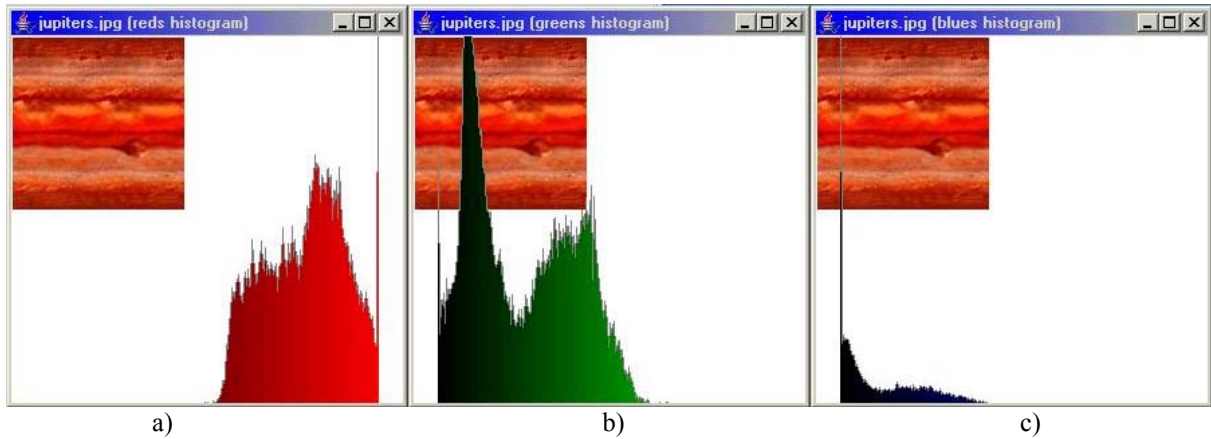 jupiters.jpg (reds histogram)
jupiters.jpg (greens histogram)
jupiters.jpg (blues histogram)
a)
b)
c)